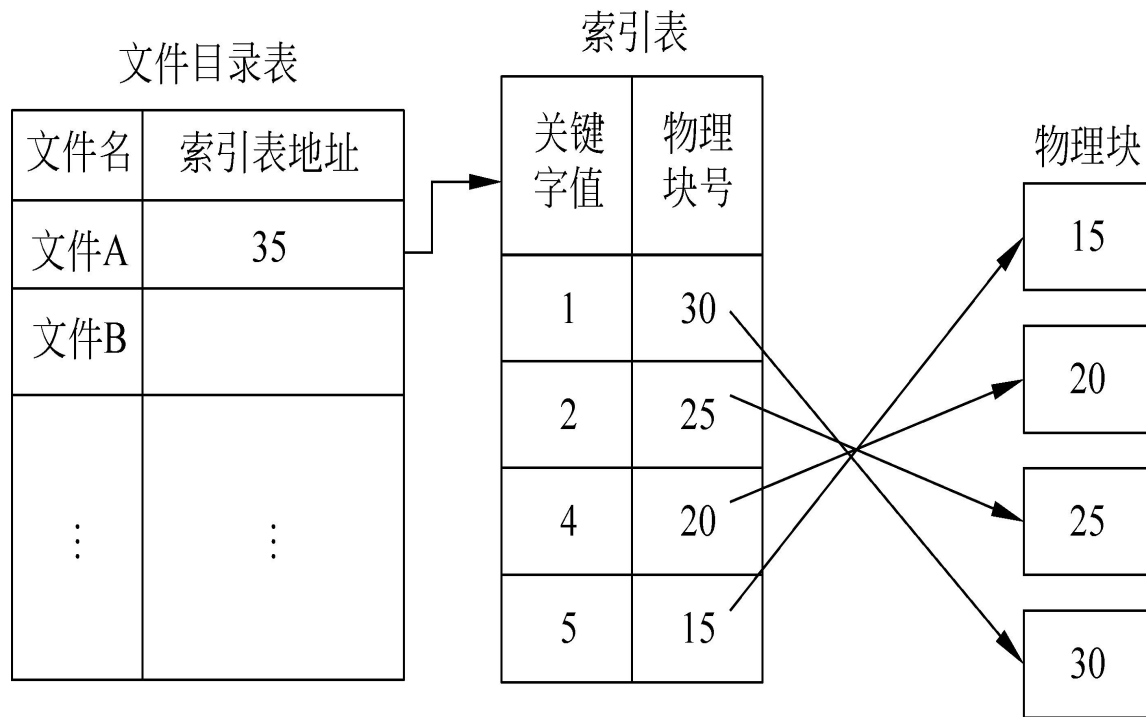 文件目录表
文件名 索引表地址
文件A 35
文件B
⋮ ⋮
索引表
关键字值 物理块号
1 30
2 25
4 20
5 15
物理块
15
20
25
30